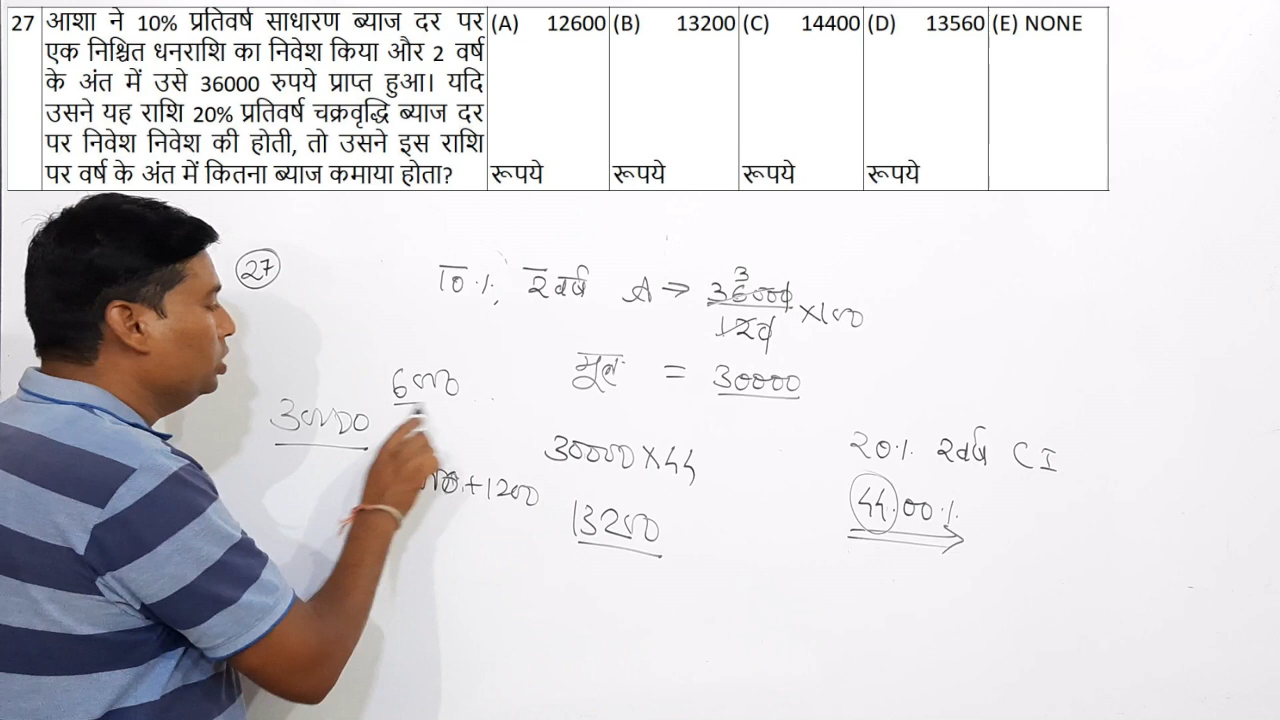 27
आशा ने 10% प्रतिवर्ष साधारण ब्याज दर पर
एक निश्चित धनराशि का निवेश किया और 2 वर्ष
के अंत में उसे 36000 रुपये प्राप्त हुआ। यदि
उसने यह राशि 20% प्रतिवर्ष चक्रवृद्धि ब्याज दर
पर निवेश निवेश की होती, तो उसने इस राशि
पर वर्ष के अंत में कितना ब्याज कमाया होता?
(A) 12600
रूपये
(B) 13200
रूपये
(C) 14400
रूपये
(D) 13560
रूपये
(E) NONE
27
10%, 2 वर्ष A ⇒ 36000/120 × 100
3
मूल = 30000
30000
6000
+1200
30000 × 44
13200
20% 2वर्ष CI
44.00%